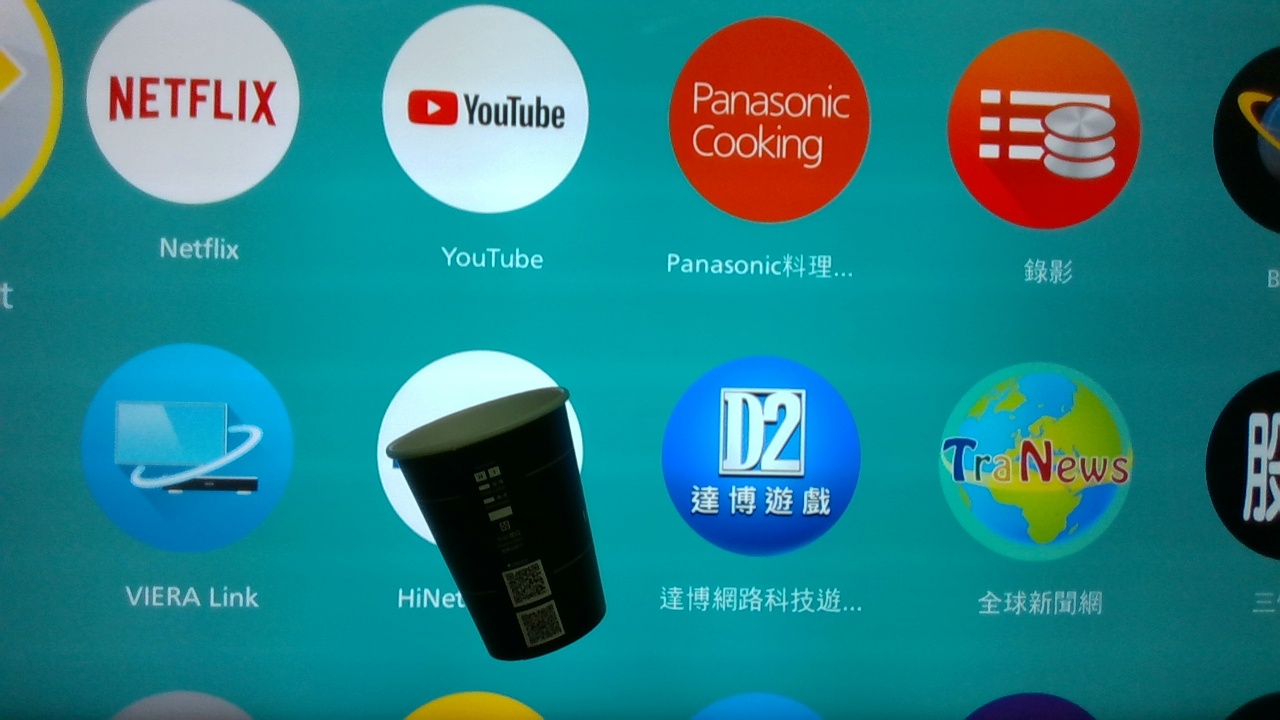 NETFLIX
YouTube
Panasonic
Cooking
Netflix
YouTube
Panasonic料理...
錄影
t
B
D2
達博遊戲
TraNews
股
VIERA Link
HiNet
達博網路科技遊...
全球新聞網
三